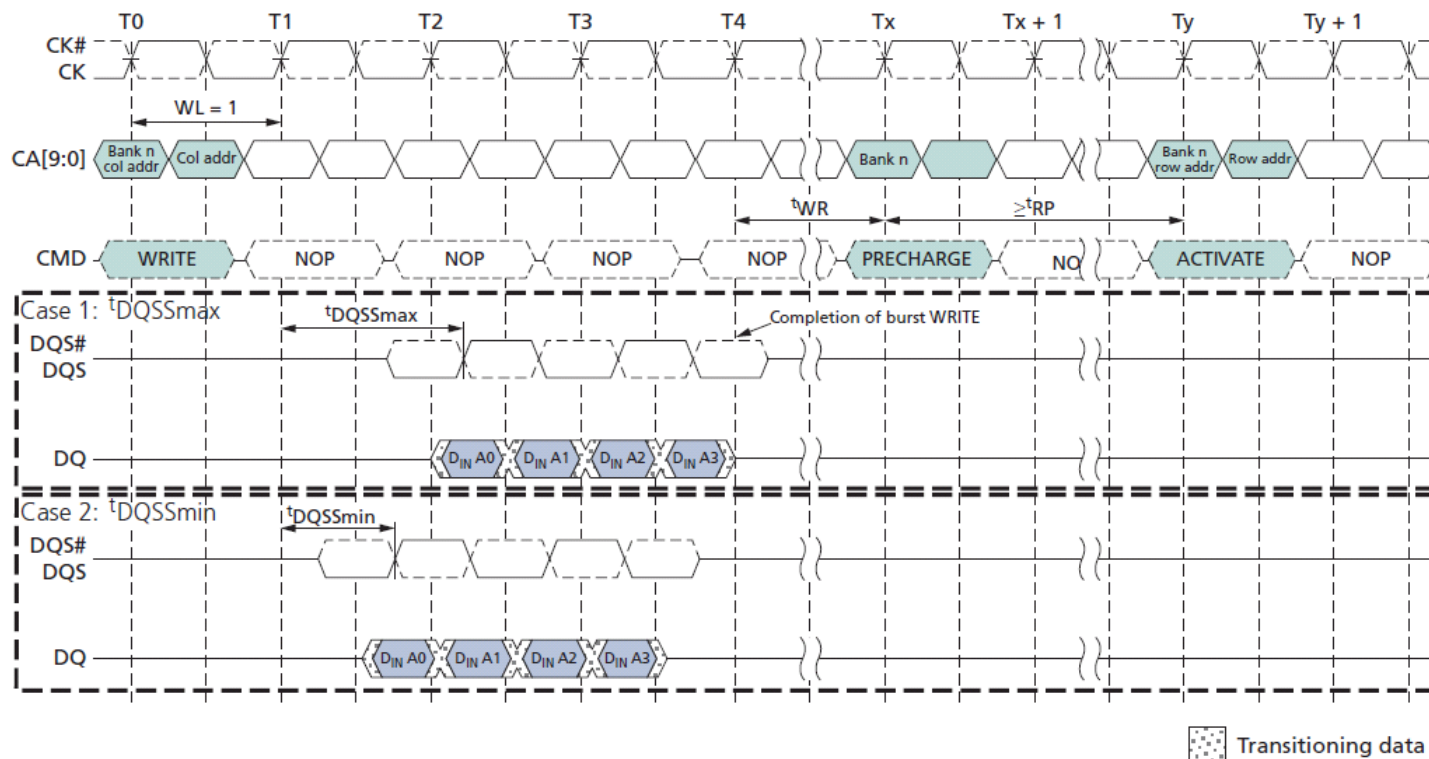 T0 T1 T2 T3 T4 Tx Tx + 1 Ty Ty + 1
CK#
CK
WL = 1
CA[9:0] Bank n col addr Col addr Bank n Bank n row addr Row addr
tWR ≥tRP
CMD WRITE NOP NOP NOP NOP PRECHARGE NO ACTIVATE NOP
Case 1: tDQSSmax
tDQSSmax
Completion of burst WRITE
DQS#
DQS
DQ DIN A0 DIN A1 DIN A2 DIN A3
Case 2: tDQSSmin
tDQSSmin
DQS#
DQS
DQ DIN A0 DIN A1 DIN A2 DIN A3
Transitioning data